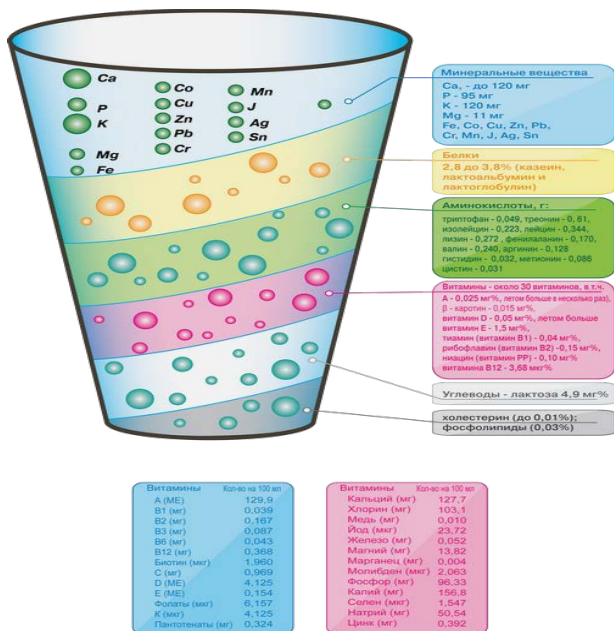 Ca
P
K
Mg
Fe
Co
Cu
Zn
Pb
Cr
Mn
J
Ag
Sn
Минеральные вещества
Ca, - до 120 мг
P - 95 мг
K - 120 мг
Mg - 11 мг
Fe, Co, Cu, Zn, Pb,
Cr, Mn, J, Ag, Sn
Белки
2,8 до 3,8% (казеин,
лактоальбумин и
лактоглобулин)
Аминокислоты, г:
триптофан - 0,049, треонин - 0, 61,
изолейцин - 0,223, лейцин - 0,344,
лизин - 0,272 , фенилаланин - 0,170,
валин - 0,240, аргинин - 0,128
гистидин - 0,032, метионин - 0,086
цистин - 0,031
Витамины - около 30 витаминов, в т.ч.
А - 0,025 мг%, летом больше в несколько раз),
β - каротин - 0,015 мг%,
витамин D - 0,05 мг%, летом больше
витамин Е - 1,5 мг%,
тиамин (витамин В1) - 0,04 мг%,
рибофлавин (витамин В2) -0,15 мг%,
ниацин (витамин РР) - 0,10 мг%
витамина В12 - 3,68 мкг%
Углеводы - лактоза 4,9 мг%
холестерин (до 0,01%);
фосфолипиды (0,03%)
Витамины Кол-во на 100 мл
А (МЕ) 129,9
В1 (мг) 0,039
В2 (мг) 0,167
В3 (мг) 0,087
В6 (мг) 0,043
В12 (мг) 0,368
Биотин (мкг) 1,960
С (мг) 0,969
D (МЕ) 4,125
Е (МЕ) 0,154
Фолаты (мкг) 6,157
К (мкг) 4,125
Пантотенаты (мг) 0,324
Витамины Кол-во на 100 мл
Кальций (мг) 127,7
Хлорин (мг) 103,1
Медь (мг) 0,010
Йод (мкг) 23,72
Железо (мг) 0,052
Магний (мг) 13,82
Марганец (мг) 0,004
Молибден (мкг) 2,063
Фосфор (мг) 96,33
Калий (мг) 156,8
Селен (мкг) 1,547
Натрий (мг) 50,54
Цинк (мг) 0,392